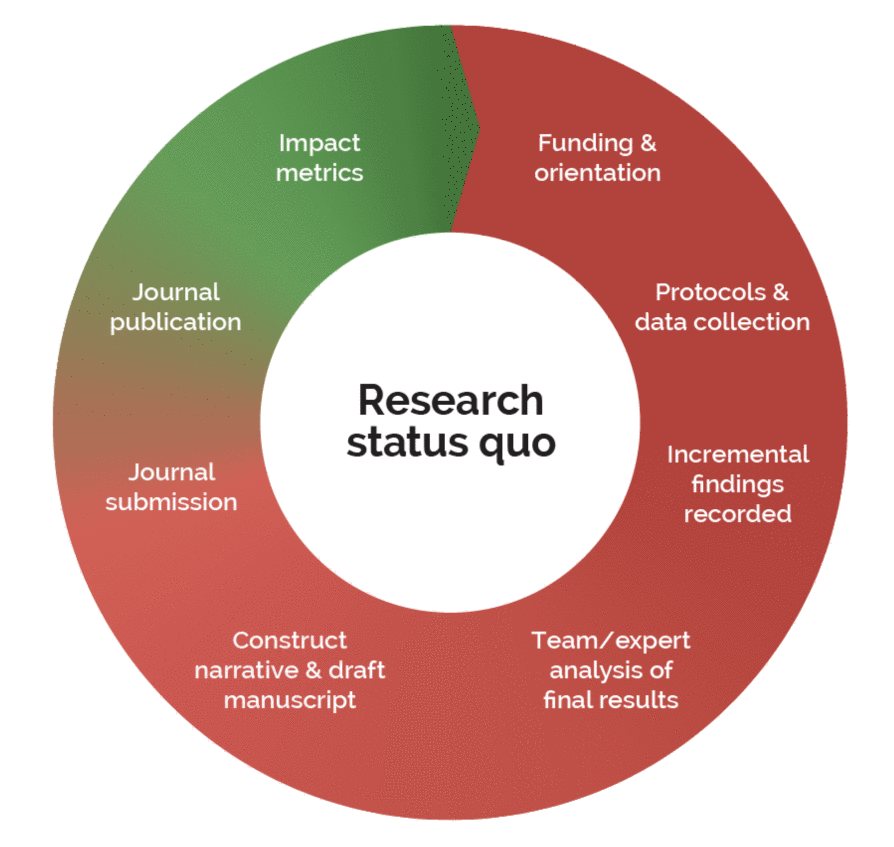 Impact
metrics
Funding &
orientation
Protocols &
data collection
Incremental
findings
recorded
Team/expert
analysis of
final results
Construct
narrative & draft
manuscript
Journal
submission
Journal
publication
Research
status quo